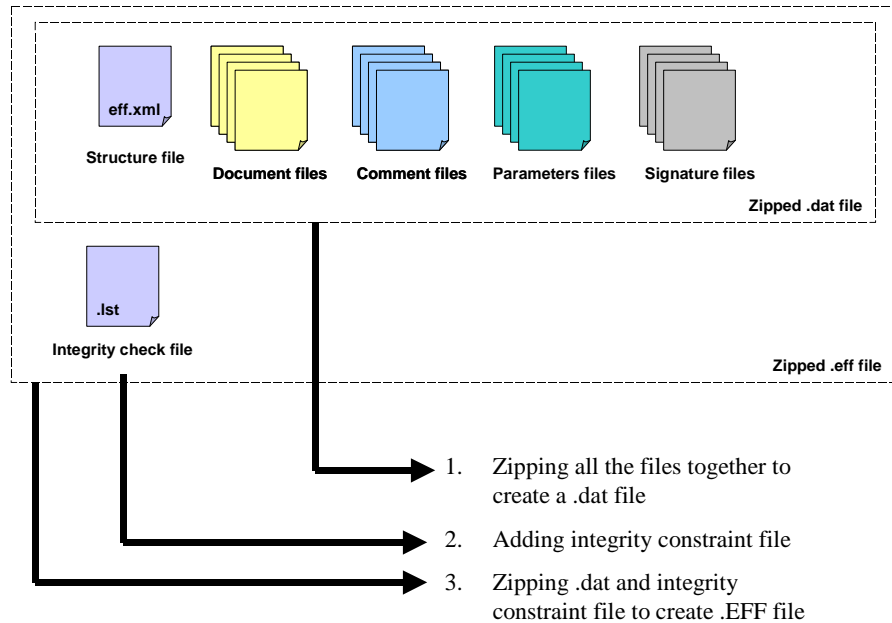 eff.xml
Structure file
Document files
Comment files
Parameters files
Signature files
Zipped .dat file
.lst
Integrity check file
Zipped .eff file
1. Zipping all the files together to
create a .dat file
2. Adding integrity constraint file
3. Zipping .dat and integrity
constraint file to create .EFF file